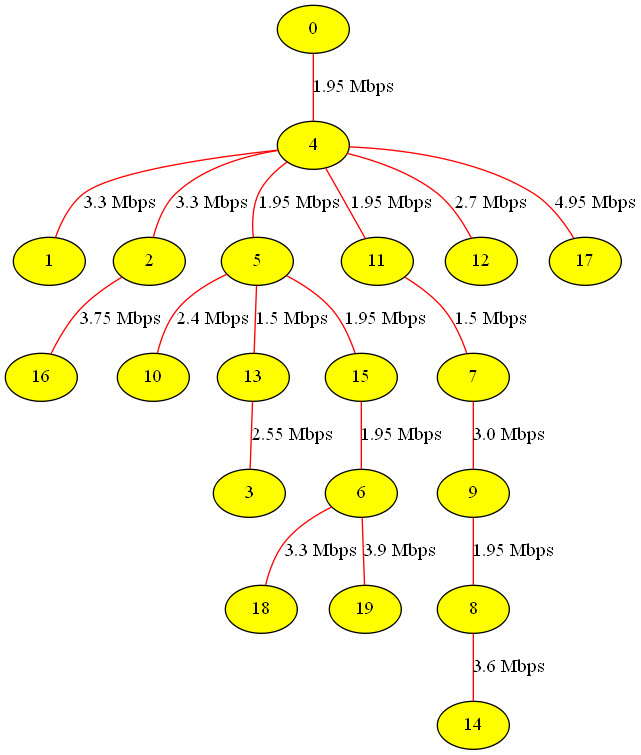 0
1.95 Mbps
4
3.3 Mbps 3.3 Mbps 1.95 Mbps 1.95 Mbps 2.7 Mbps 4.95 Mbps
1 2 5 11 12 17
3.75 Mbps 2.4 Mbps 1.5 Mbps 1.95 Mbps 1.5 Mbps
16 10 13 15 7
2.55 Mbps 1.95 Mbps 3.0 Mbps
3 6 9
3.3 Mbps 3.9 Mbps 1.95 Mbps
18 19 8
3.6 Mbps
14